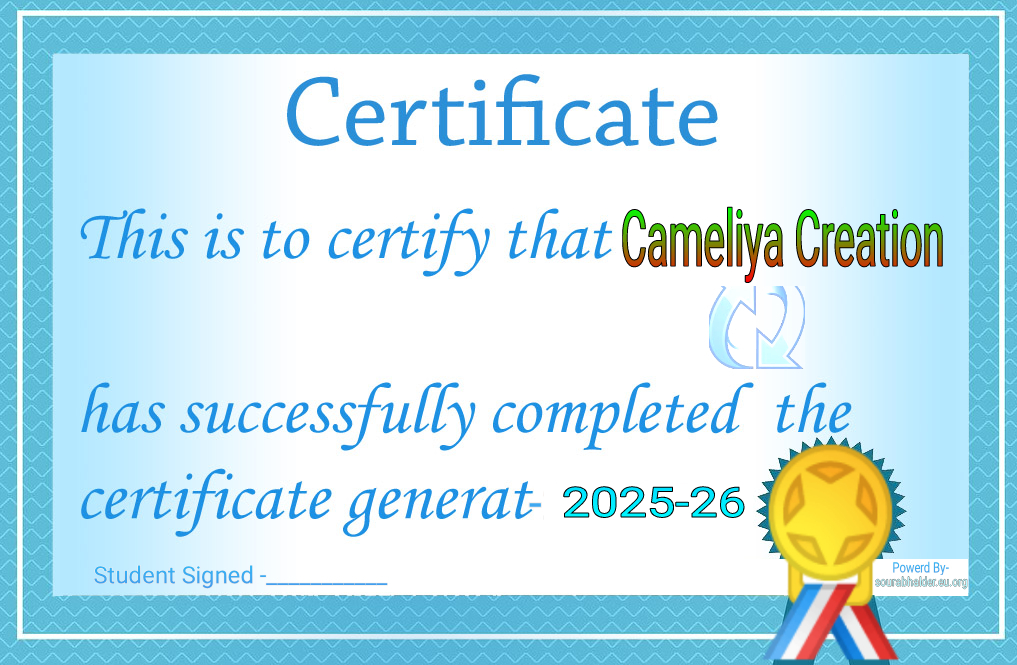 Certificate
This is to certify that Cameliya Creation
has successfully completed the
certificate generat- 2025-26
Student Signed -___________
Powerd By-
sourabhalder.eu.org